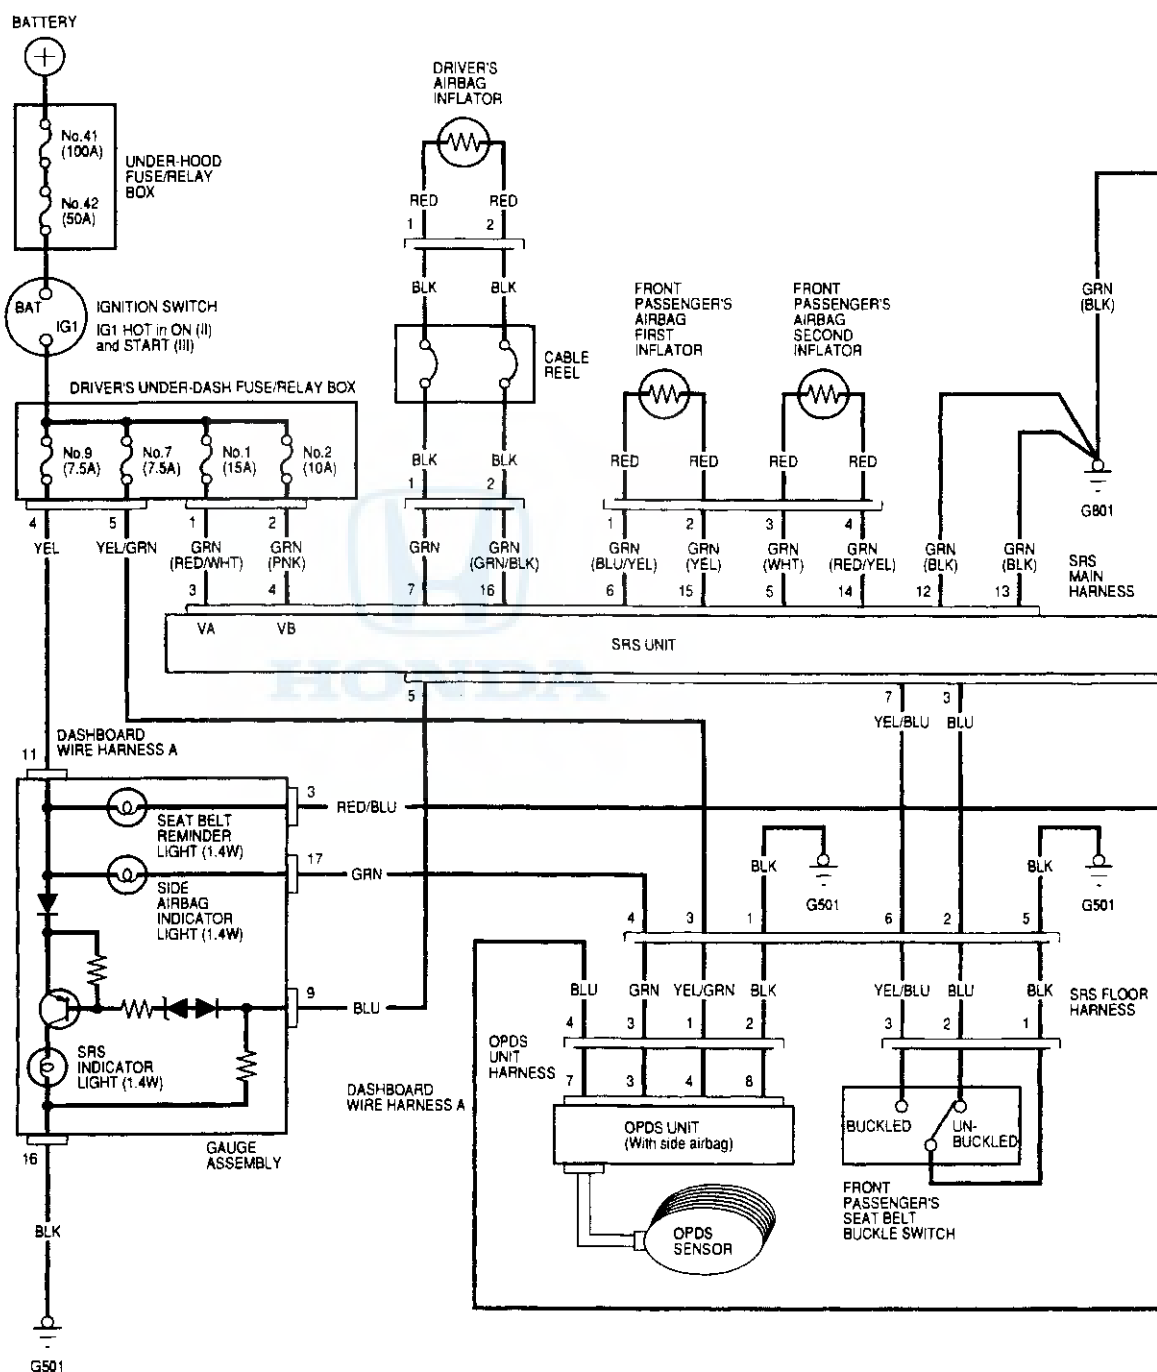 BATTERY
No.41
(100A)
No.42
(50A)
UNDER-HOOD
FUSE/RELAY
BOX
BAT
IG1
IGNITION SWITCH
IG1 HOT in ON (II)
and START (III)
DRIVER'S UNDER-DASH FUSE/RELAY BOX
No.9
(7.5A)
No.7
(7.5A)
No.1
(15A)
No.2
(10A)
4
5
1
2
YEL
YEL/GRN
GRN
(RED/WHT)
GRN
(PNK)
3
4
DRIVER'S
AIRBAG
INFLATOR
RED
RED
1
2
BLK
BLK
CABLE
REEL
BLK
BLK
1
2
GRN
GRN
(GRN/BLK)
7
16
FRONT
PASSENGER'S
AIRBAG
FIRST
INFLATOR
FRONT
PASSENGER'S
AIRBAG
SECOND
INFLATOR
RED
RED
RED
RED
1
2
3
4
GRN
(BLU/YEL)
GRN
(YEL)
GRN
(WHT)
GRN
(RED/YEL)
GRN
(BLK)
GRN
(BLK)
6
15
5
14
12
13
GRN
(BLK)
G801
SRS
MAIN
HARNESS
VA
VB
SRS UNIT
HONDA
5
7
3
YEL/BLU
BLU
DASHBOARD
WIRE HARNESS A
11
3
RED/BLU
SEAT BELT
REMINDER
LIGHT (1.4W)
17
GRN
SIDE
AIRBAG
INDICATOR
LIGHT (1.4W)
9
BLU
SRS
INDICATOR
LIGHT (1.4W)
DASHBOARD
WIRE HARNESS A
16
GAUGE
ASSEMBLY
BLK
G501
BLK
G501
BLK
G501
4
3
1
6
2
5
BLU
GRN
YEL/GRN
BLK
YEL/BLU
BLU
BLK
SRS FLOOR
HARNESS
4
3
1
2
3
2
1
OPDS
UNIT
HARNESS
7
3
4
8
OPDS UNIT
(With side airbag)
BUCKLED
UN-
BUCKLED
FRONT
PASSENGER'S
SEAT BELT
BUCKLE SWITCH
OPDS
SENSOR